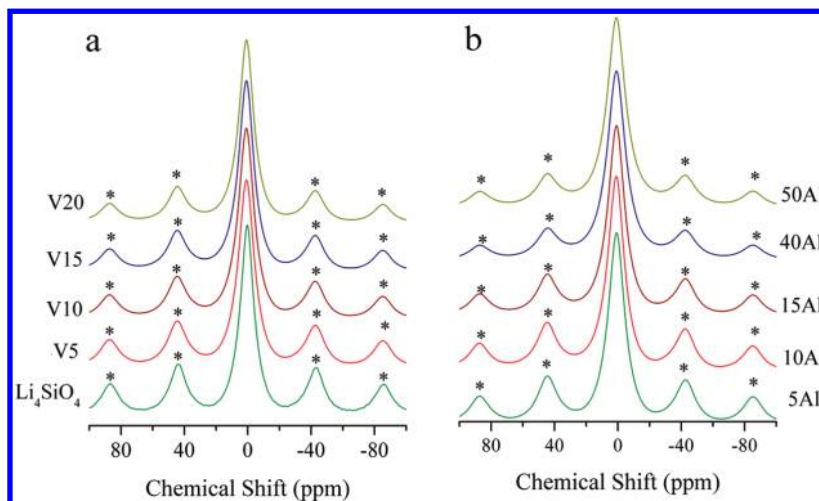 a
b
V20
V15
V10
V5
Li₄SiO₄
50Al
40Al
15Al
10Al
5Al
* * * *
* * * *
* * * *
* * * *
* * * *
* * * *
* * * *
* * * *
* * * *
* * * *
80 40 0 -40 -80
80 40 0 -40 -80
Chemical Shift (ppm)
Chemical Shift (ppm)